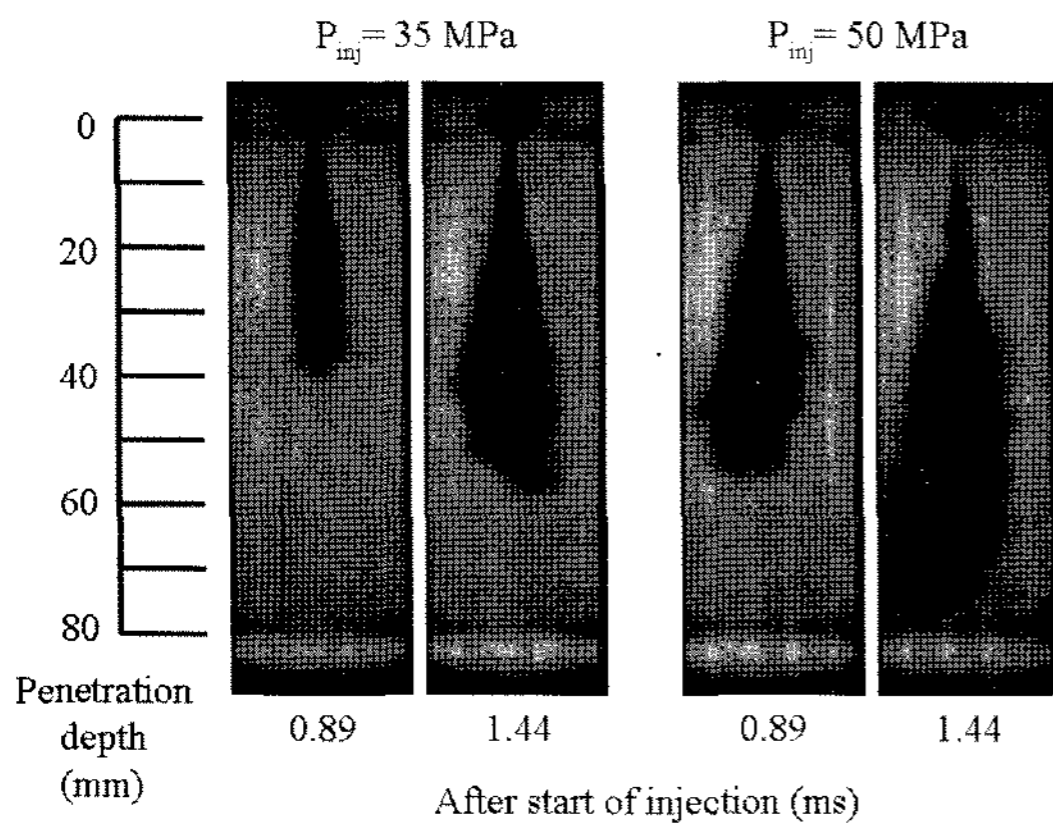 P_inj= 35 MPa P_inj= 50 MPa
0
20
40
60
80
Penetration
depth
(mm)
0.89 1.44 0.89 1.44
After start of injection (ms)